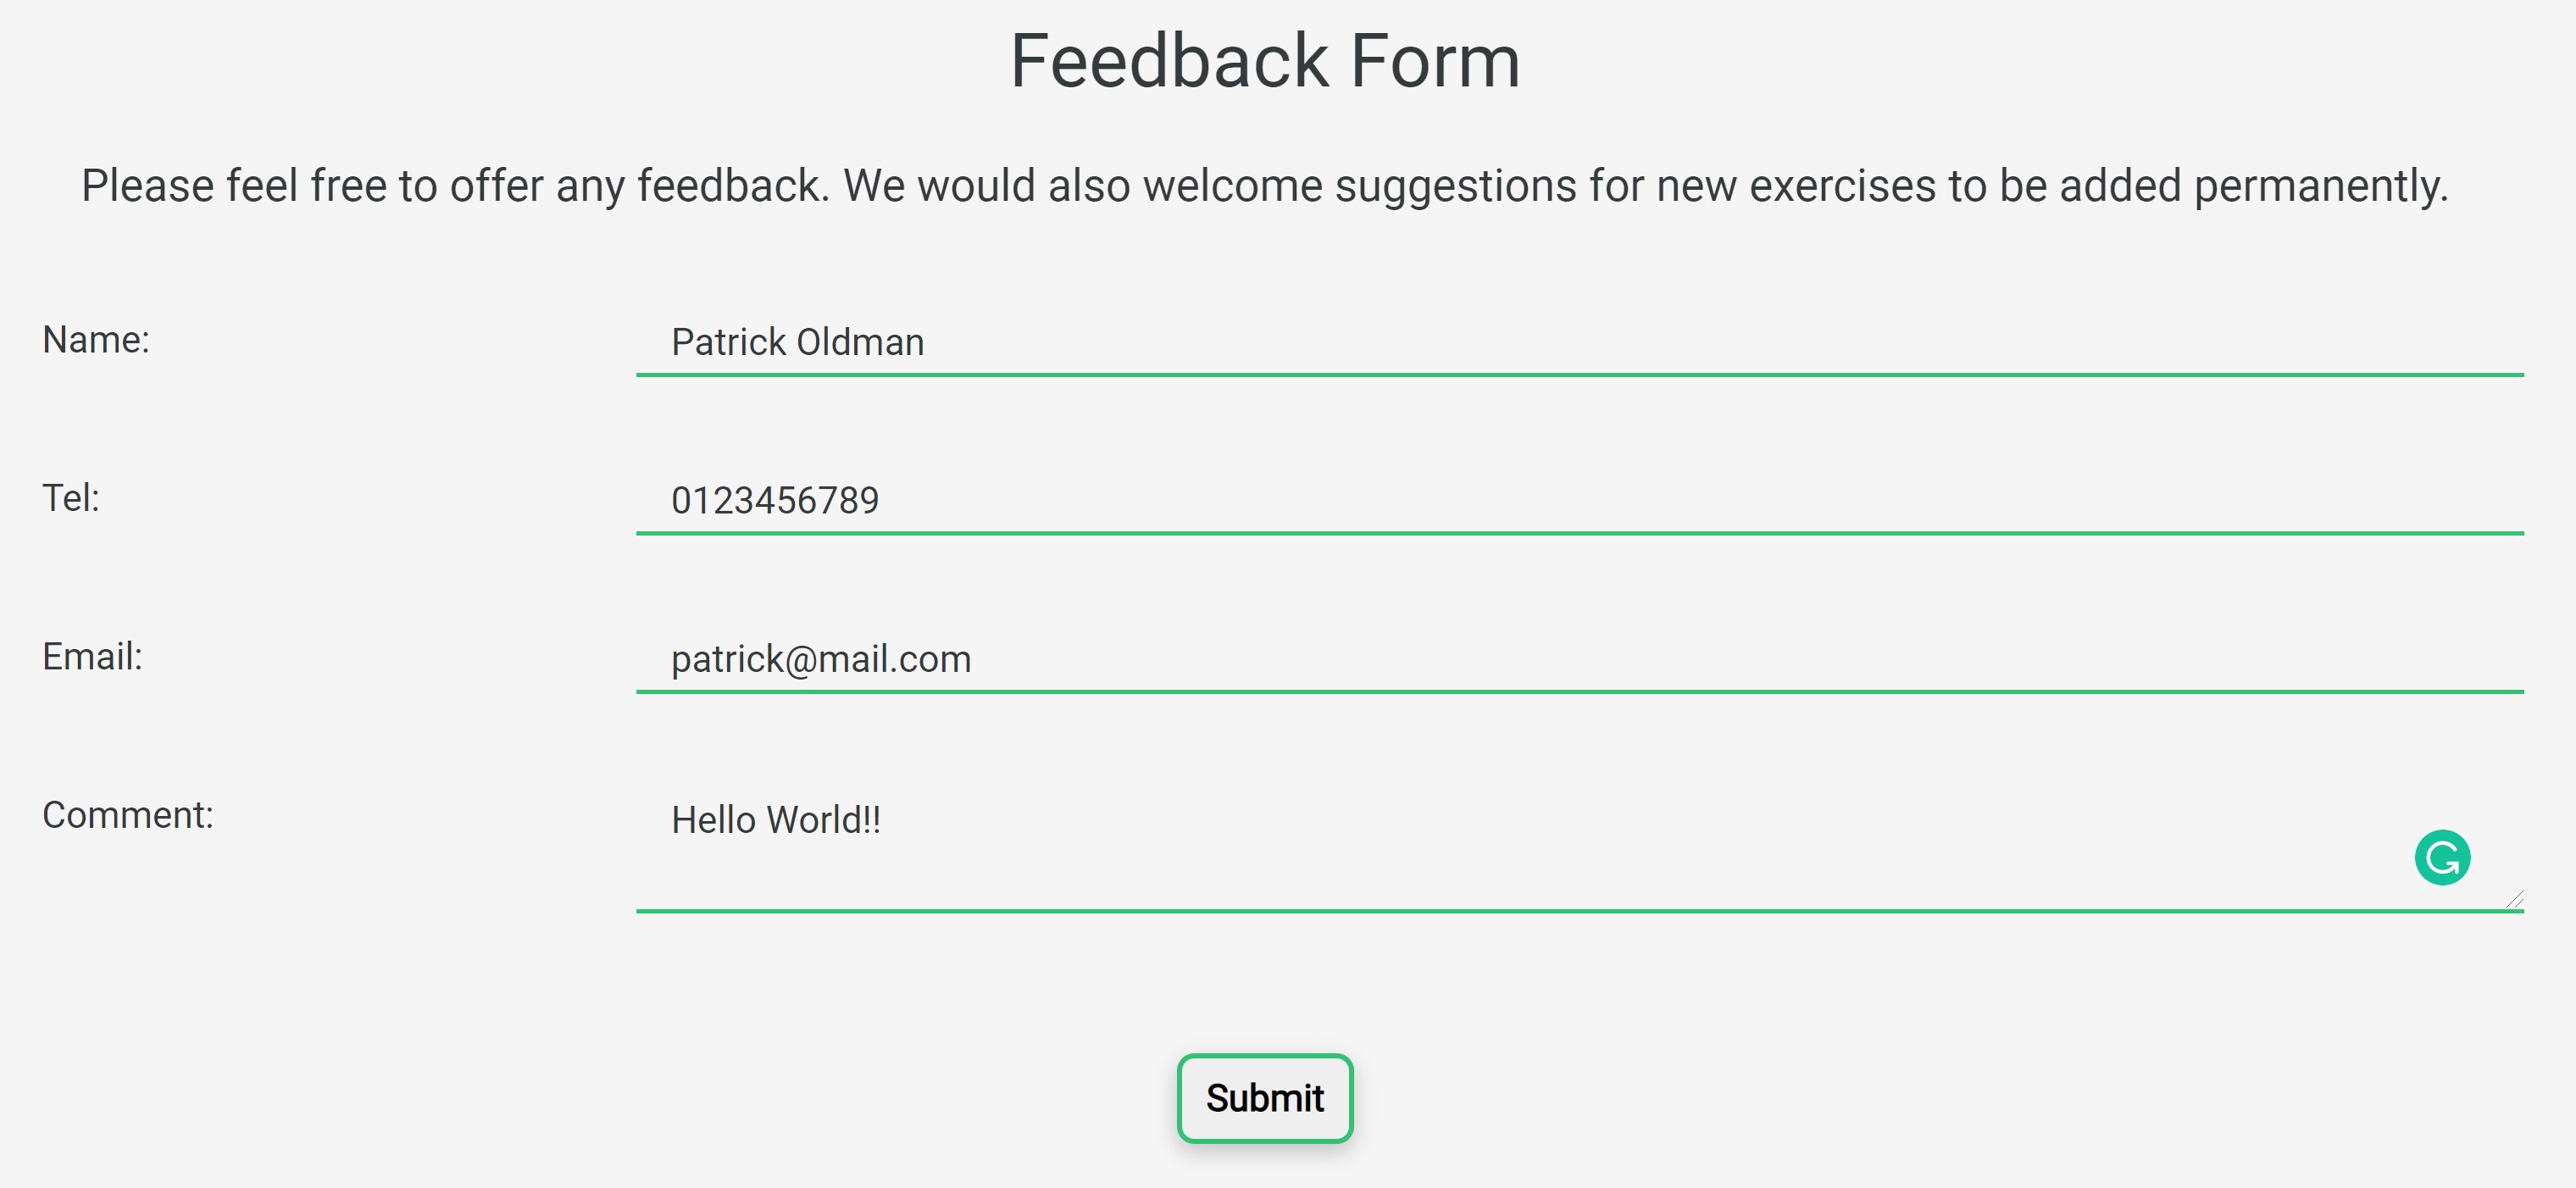 Feedback Form
Please feel free to offer any feedback. We would also welcome suggestions for new exercises to be added permanently.
Name: Patrick Oldman
Tel: 0123456789
Email: patrick@mail.com
Comment: Hello World!!
Submit